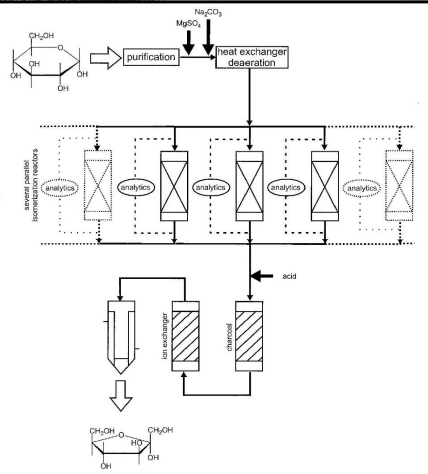 Na₂CO₃
MgSO₄
CH₂OH
O
OH
OH
OH
OH
purification
heat exchanger
deaeration
several parallel
isomerization reactors
analytics
analytics
analytics
analytics
analytics
acid
ion exchanger
charcoal
CH₂OH
O
CH₂OH
HO
OH
OH